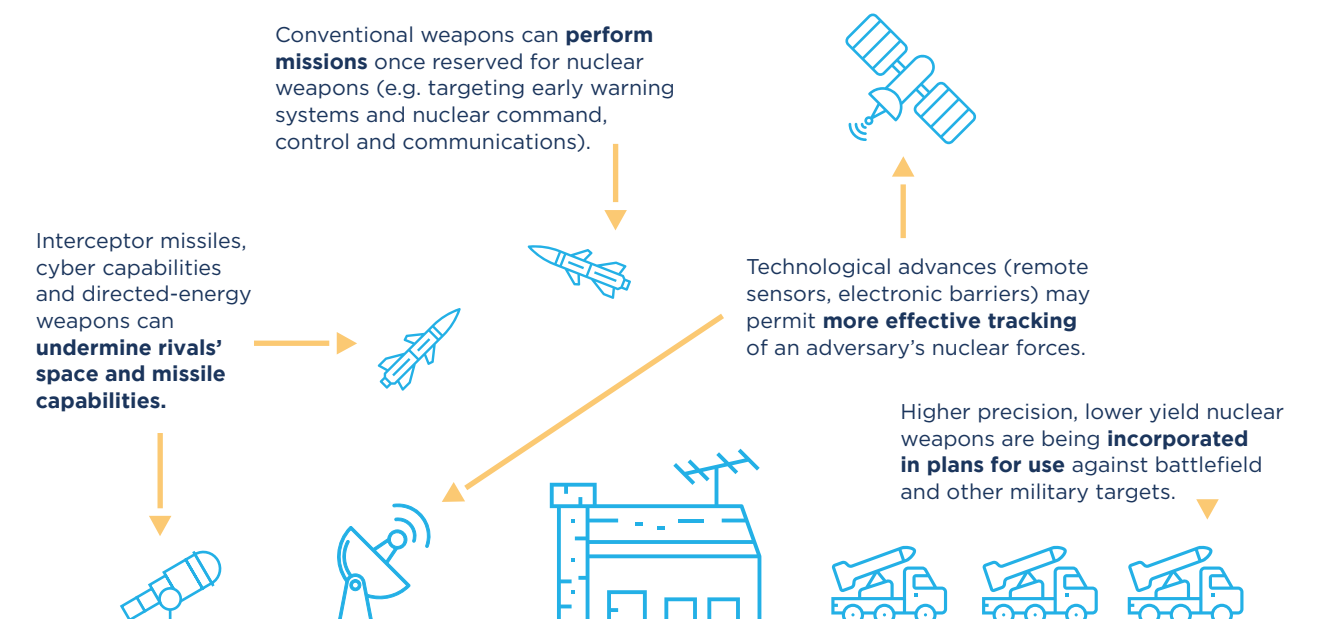 Conventional weapons can perform
missions once reserved for nuclear
weapons (e.g. targeting early warning
systems and nuclear command,
control and communications).
Interceptor missiles,
cyber capabilities
and directed-energy
weapons can
undermine rivals’
space and missile
capabilities.
Technological advances (remote
sensors, electronic barriers) may
permit more effective tracking
of an adversary’s nuclear forces.
Higher precision, lower yield nuclear
weapons are being incorporated
in plans for use against battlefield
and other military targets.